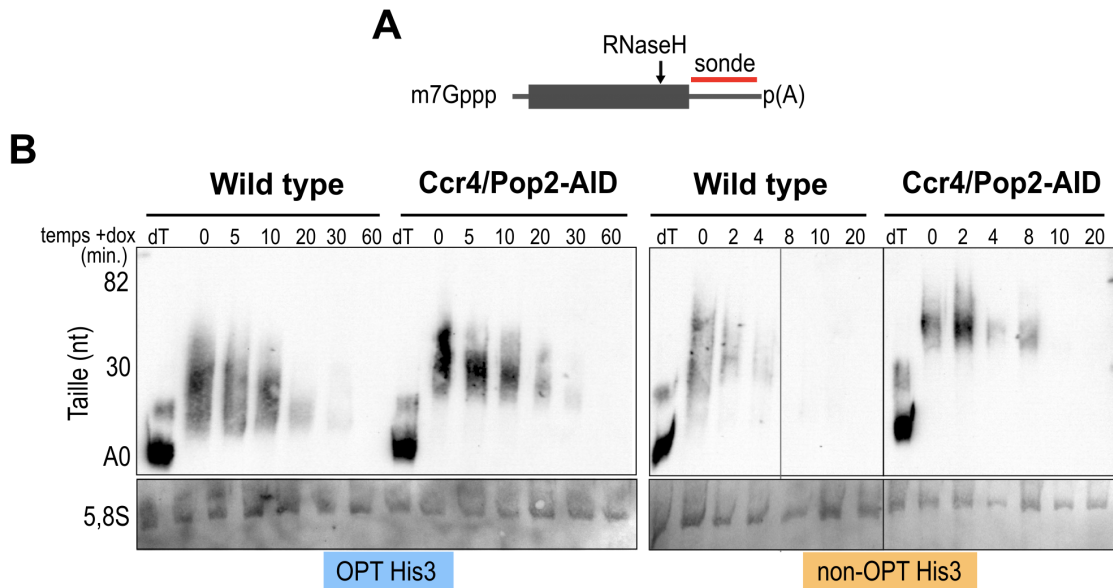 A
RNaseH
sonde
m7Gppp
p(A)
B
Wild type
Ccr4/Pop2-AID
Wild type
Ccr4/Pop2-AID
temps +dox
(min.)
dT 0 5 10 20 30 60 dT 0 5 10 20 30 60
dT 0 2 4 8 10 20 dT 0 2 4 8 10 20
Taille (nt)
82
30
A0
5,8S
OPT His3
non-OPT His3